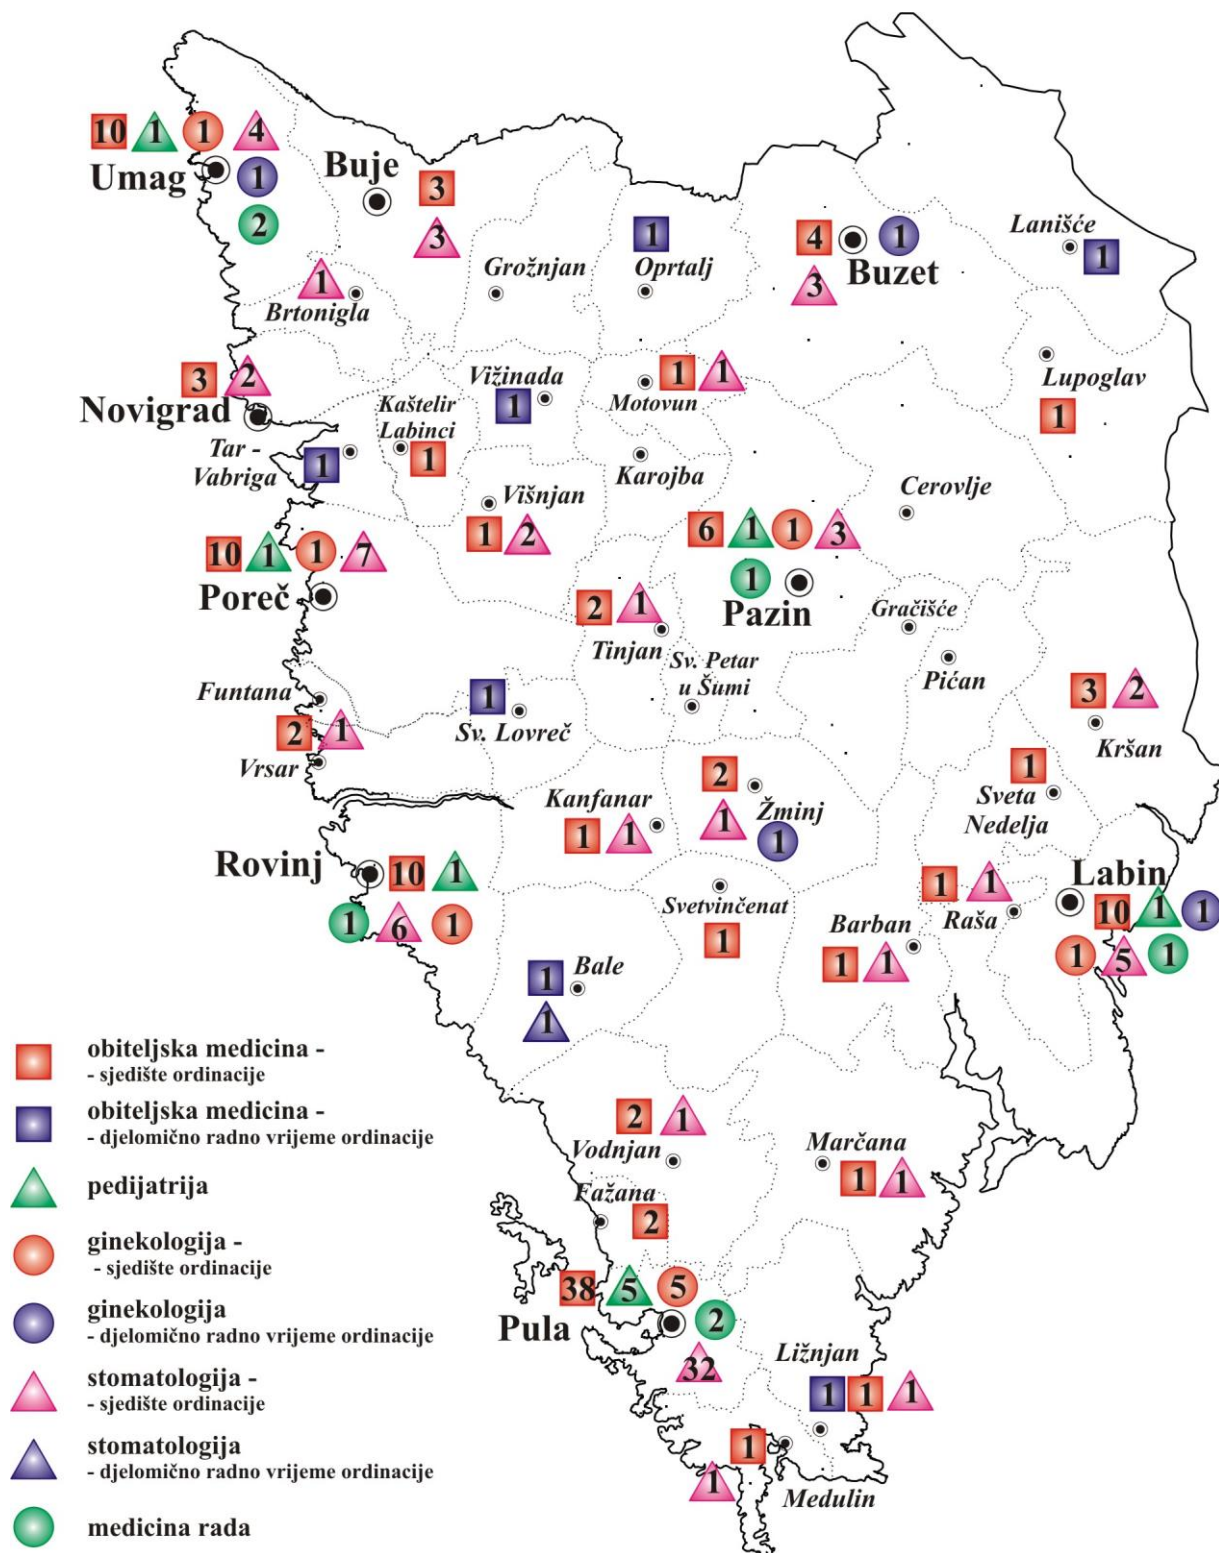 10 1 1 4
Umag
1
2
Buje
3
3
Grožnjan
1
Oprtalj
4 1
Buzet
3
Lanišće
1
1
Brtonigla
3 2
Novigrad
Vižinada
1
1 1
Motovun
Lupoglav
1
Kaštelir
Labinci
1
Tar -
Vabriga
1
Karojba
Cerovlje
Višnjan
1 2
10 1 1 7
Poreč
6 1 1 3
1
Pazin
2 1
Tinjan
Gračišće
Sv. Petar
u Šumi
Pićan
Funtana
2 1
Vrsar
1
Sv. Lovreč
3 2
Kršan
1
Sveta
Nedelja
Kanfanar
1 1
2
1
Žminj
1
Rovinj
10 1
1 6 1
Svetvinčenat
1
1 1
Raša
Barban
1 1
Labin
10 1 1
1 5 1
1
Bale
1
2 1
Vodnjan
Marčana
1 1
Fažana
2
38 5 5
Pula
2
32
Ližnjan
1 1 1
1
1
Medulin
obiteljska medicina -
- sjedište ordinacije
obiteljska medicina -
- djelomično radno vrijeme ordinacije
pedijatrija
ginekologija -
- sjedište ordinacije
ginekologija
- djelomično radno vrijeme ordinacije
stomatologija -
- sjedište ordinacije
stomatologija
- djelomično radno vrijeme ordinacije
medicina rada